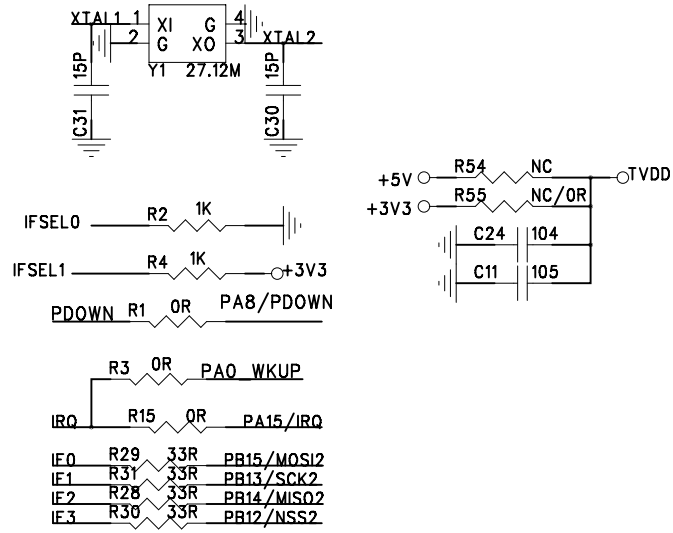 XTAL1 1 XI G 4
2 G XO 3 XTAL2
15P Y1 27.12M 15P
C31 C30
R54 NC
+5V TVDD
R55 NC/0R
+3V3
C24 104
C11 105
IFSEL0 R2 1K
IFSEL1 R4 1K +3V3
PDOWN R1 0R PA8/PDOWN
R3 0R PA0_WKUP
IRQ R15 0R PA15/IRQ
IF0 R29 33R PB15/MOSI2
IF1 R31 33R PB13/SCK2
IF2 R28 33R PB14/MISO2
IF3 R30 33R PB12/NSS2